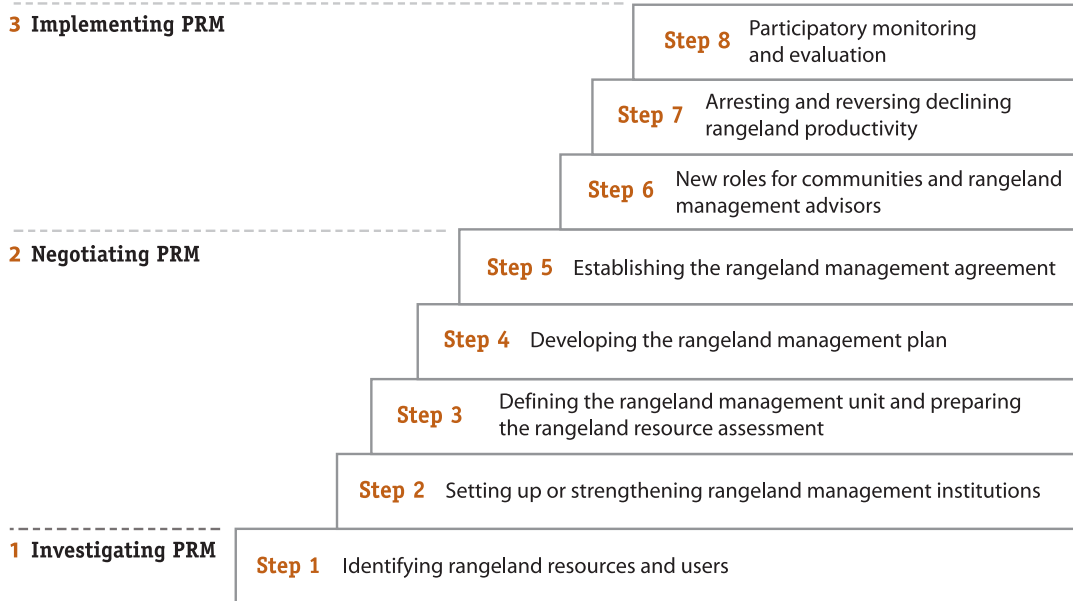 3 Implementing PRM
Step 8 Participatory monitoring
and evaluation
Step 7 Arresting and reversing declining
rangeland productivity
Step 6 New roles for communities and rangeland
management advisors
2 Negotiating PRM
Step 5 Establishing the rangeland management agreement
Step 4 Developing the rangeland management plan
Step 3 Defining the rangeland management unit and preparing
the rangeland resource assessment
Step 2 Setting up or strengthening rangeland management institutions
1 Investigating PRM
Step 1 Identifying rangeland resources and users